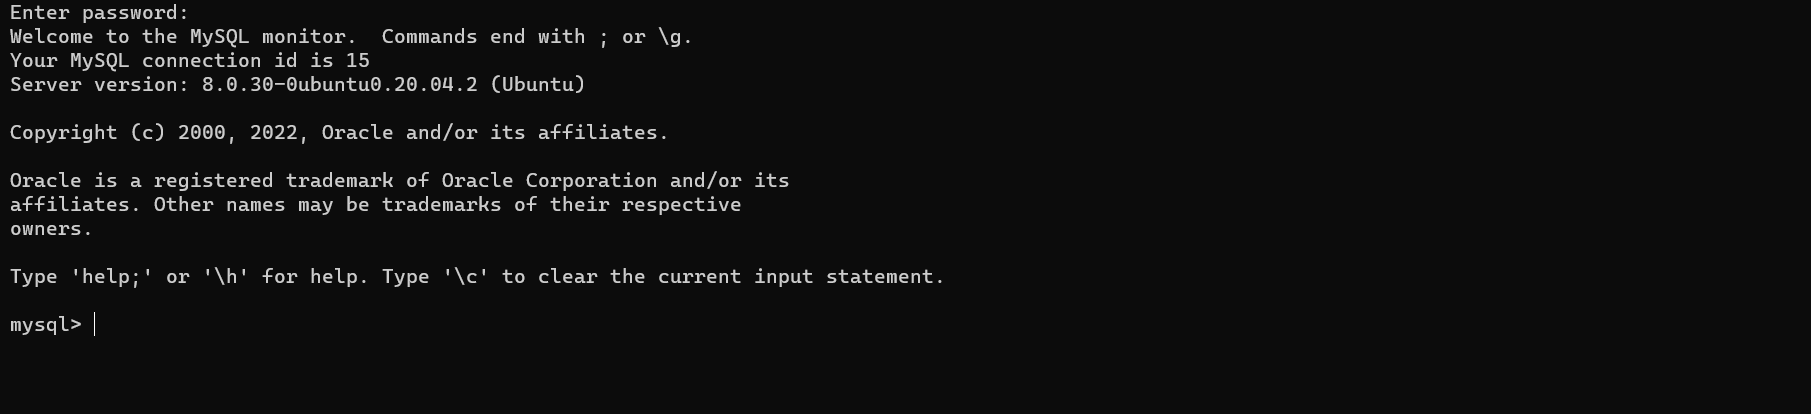 Enter password:
Welcome to the MySQL monitor.  Commands end with ; or \g.
Your MySQL connection id is 15
Server version: 8.0.30-0ubuntu0.20.04.2 (Ubuntu)
Copyright (c) 2000, 2022, Oracle and/or its affiliates.
Oracle is a registered trademark of Oracle Corporation and/or its
affiliates. Other names may be trademarks of their respective
owners.
Type 'help;' or '\h' for help. Type '\c' to clear the current input statement.
mysql>